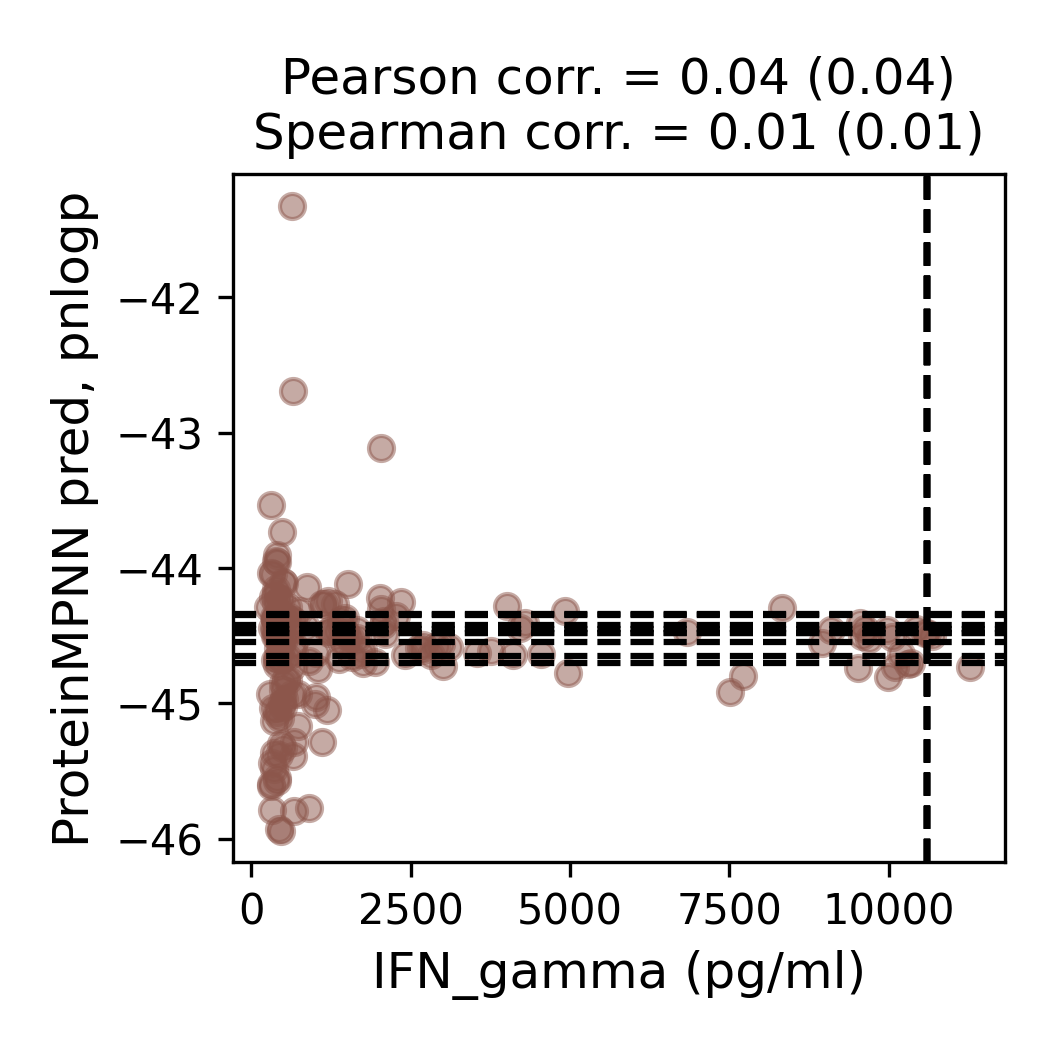 Pearson corr. = 0.04 (0.04)
Spearman corr. = 0.01 (0.01)
ProteinMPNN pred, pnlogp
−42
−43
−44
−45
−46
0 2500 5000 7500 10000
IFN_gamma (pg/ml)